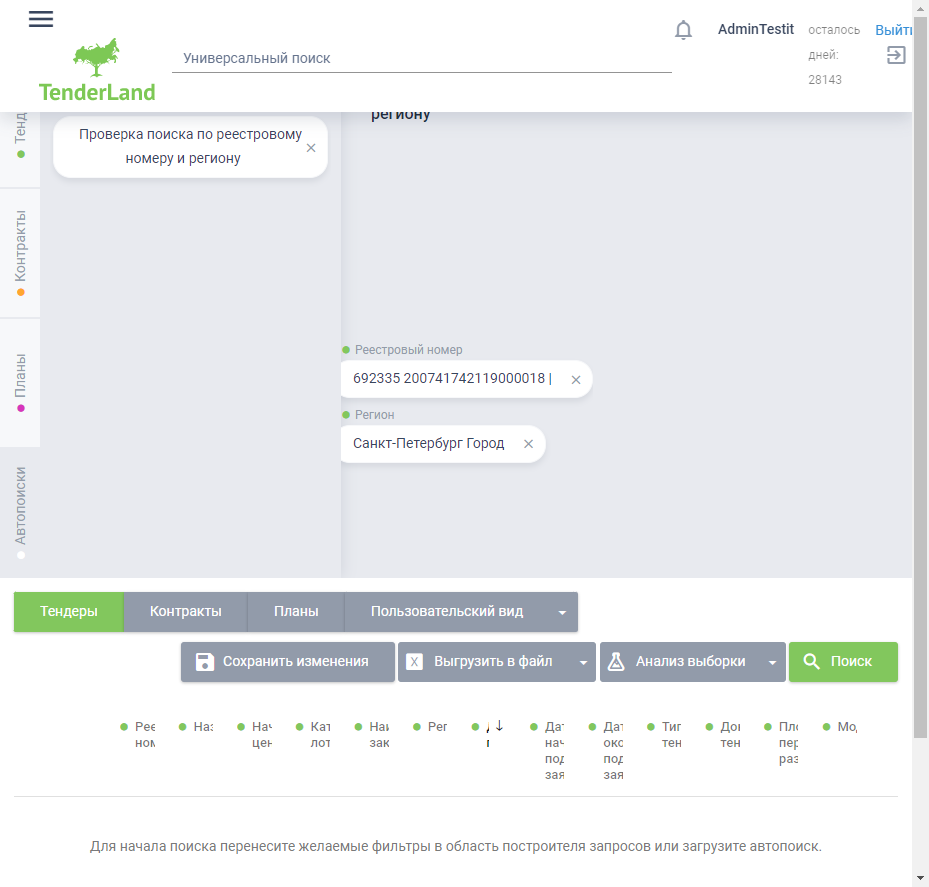 AdminTestit
осталось
дней:
28143
Выйти
TenderLand
Универсальный поиск
региону
Проверка поиска по реестровому
номеру и региону
Тенд
Контракты
Планы
Автопоиски
Реестровый номер
692335 200741742119000018 |
Регион
Санкт-Петербург Город
Тендеры
Контракты
Планы
Пользовательский вид
Сохранить изменения
X
Выгрузить в файл
Анализ выборки
Поиск
Рее
ном
Наз
Нач
цен
Кат
лот
Наи
зак
Рег
Дат
нач
под
зая
Дат
око
под
зая
Тип
тен
Доп
тен
Пло
пер
раз
Мод
Для начала поиска перенесите желаемые фильтры в область построителя запросов или загрузите автопоиск.